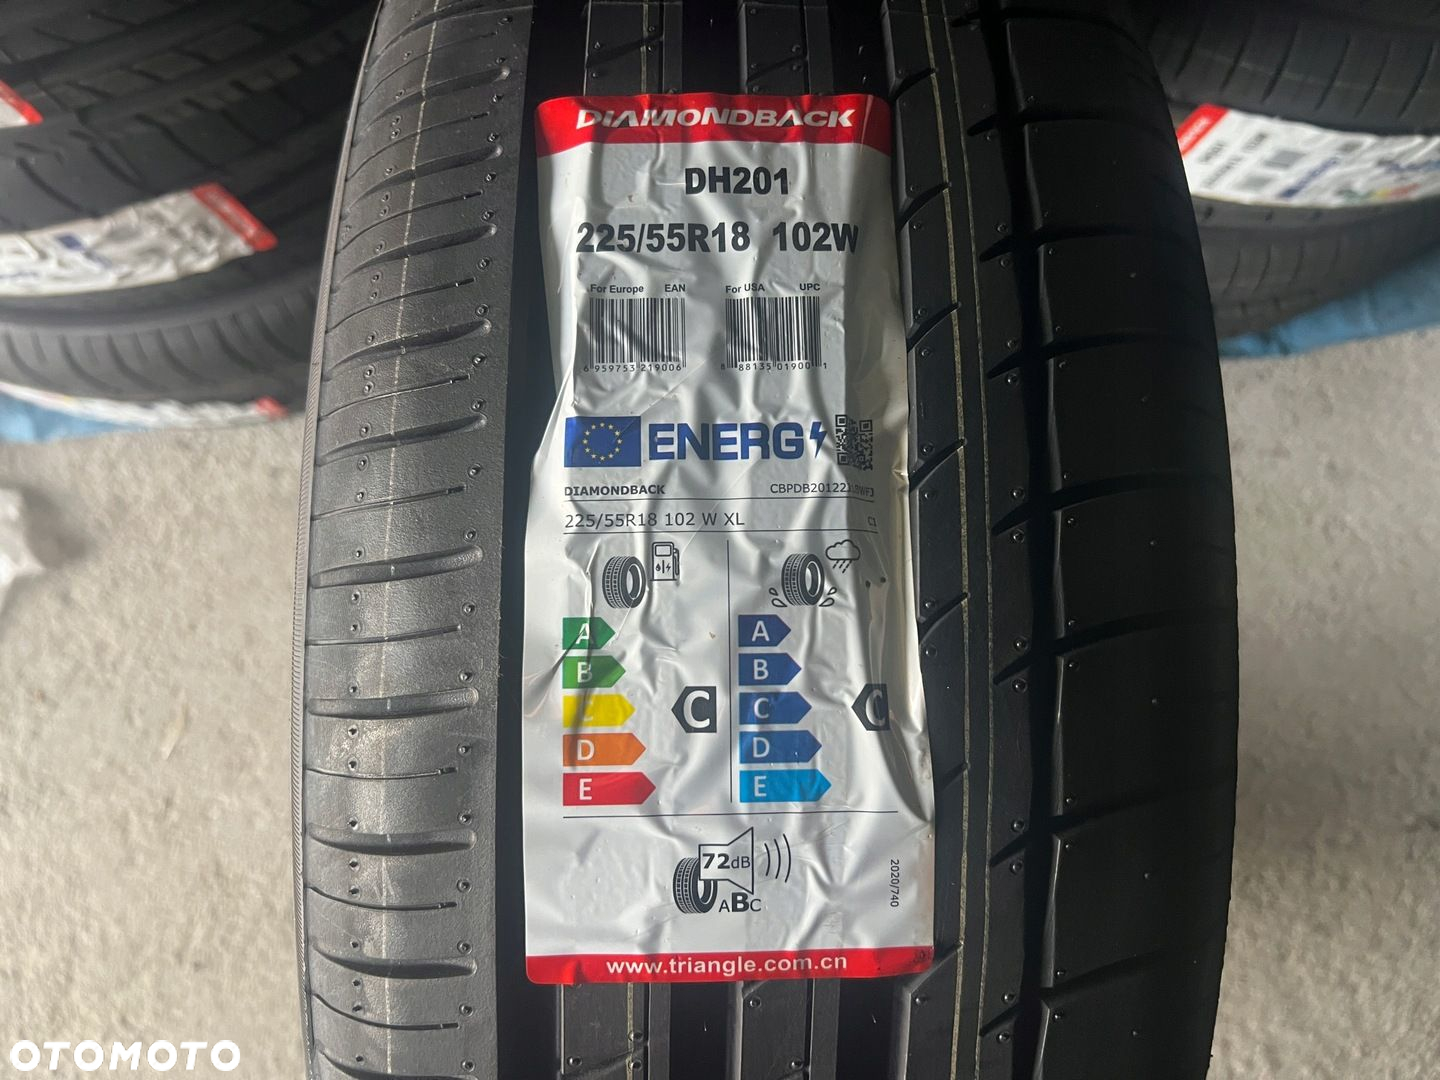 DIAMONDBACK
DH201
225/55R18 102W
For Europe EAN For USA UPC
6 959753 219006 8 88135 01900 1
ENERG
DIAMONDBACK
225/55R18 102 W XL C1
A A
B B
C C C C
D D
E E
72dB
ABC
2020/740
www.triangle.com.cn
OTOMOTO